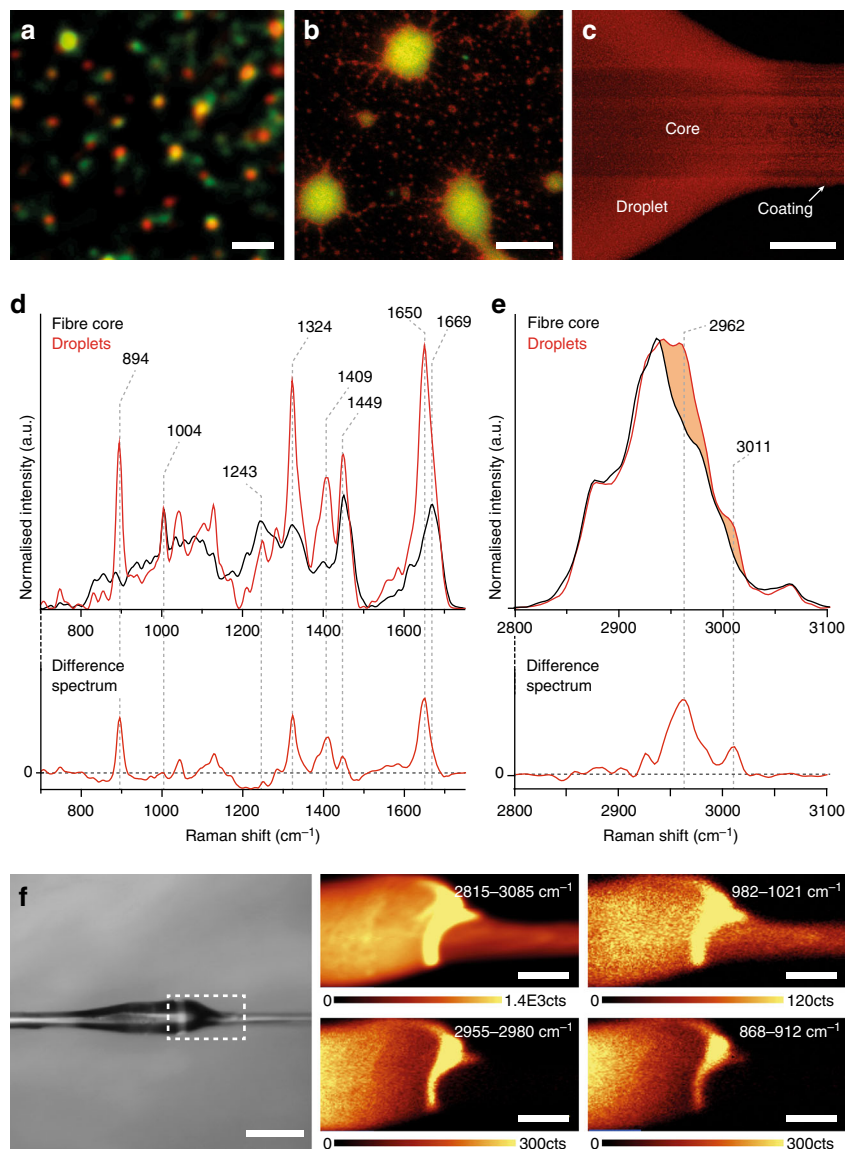 a
b
c
Core
Droplet
Coating
d
Fibre core
Droplets
894
1004
1243
1324
1409
1449
1650
1669
Normalised intensity (a.u.)
800 1000 1200 1400 1600
Difference
spectrum
0
800 1000 1200 1400 1600
Raman shift (cm⁻¹)
e
Fibre core
Droplets
2962
3011
Normalised intensity (a.u.)
2800 2900 3000 3100
Difference
spectrum
0
2800 2900 3000 3100
Raman shift (cm⁻¹)
f
2815–3085 cm⁻¹
0 1.4E3cts
982–1021 cm⁻¹
0 120cts
2955–2980 cm⁻¹
0 300cts
868–912 cm⁻¹
0 300cts